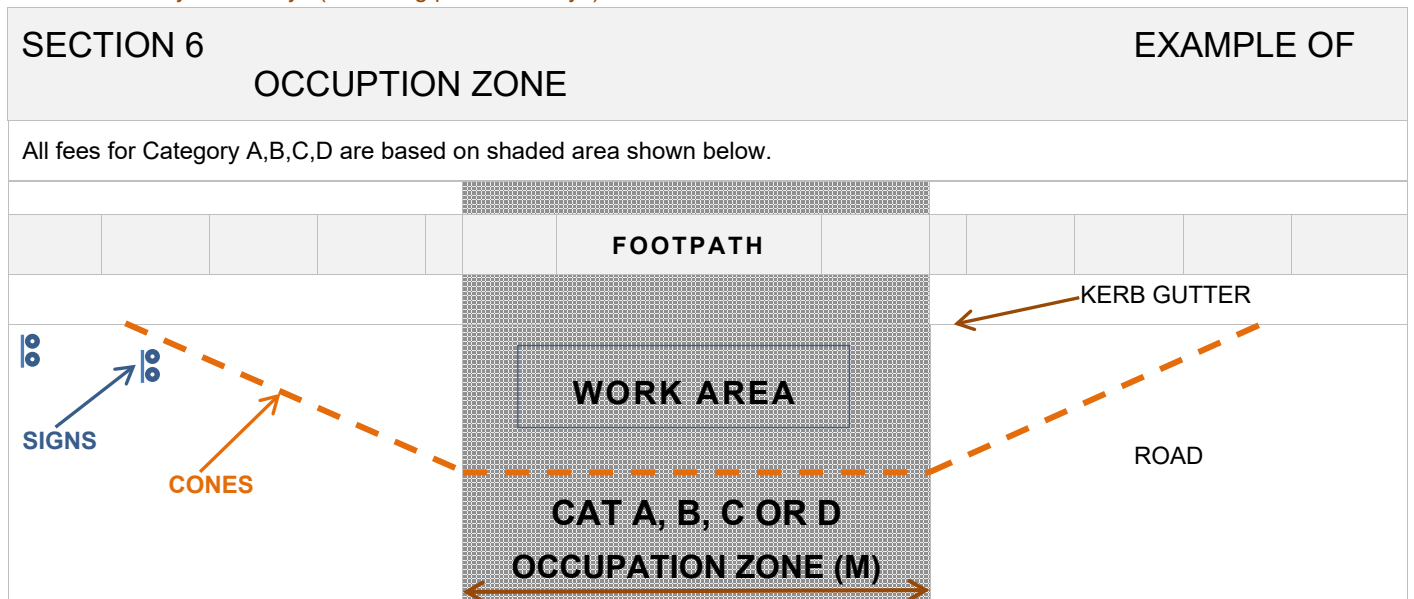 SECTION 6 EXAMPLE OF
OCCUPTION ZONE
All fees for Category A,B,C,D are based on shaded area shown below.
FOOTPATH
KERB GUTTER
WORK AREA
SIGNS
ROAD
CONES
CAT A, B, C OR D
OCCUPATION ZONE (M)